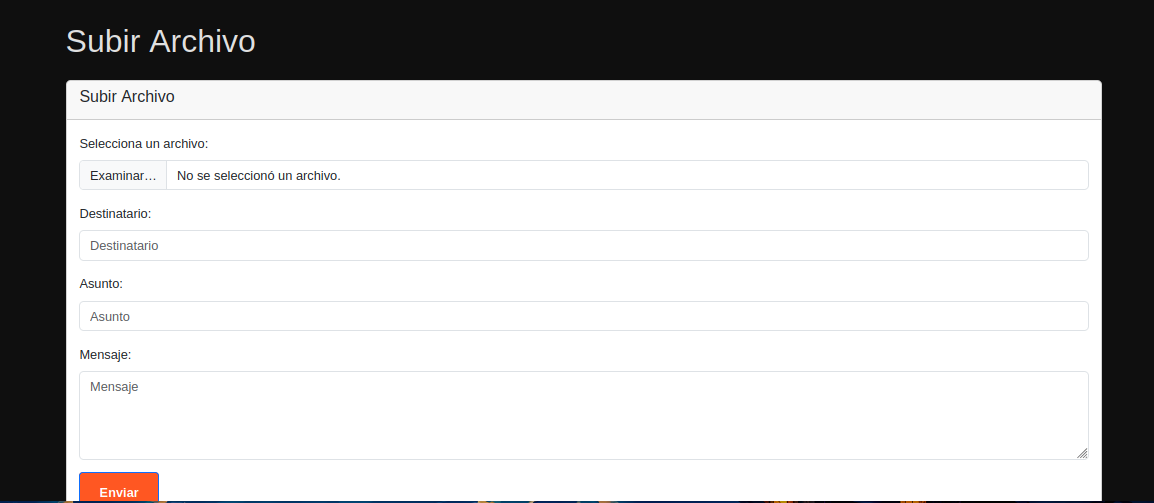 Subir Archivo
Subir Archivo
Selecciona un archivo:
Examinar... No se seleccionó un archivo.
Destinatario:
Destinatario
Asunto:
Asunto
Mensaje:
Mensaje
Enviar